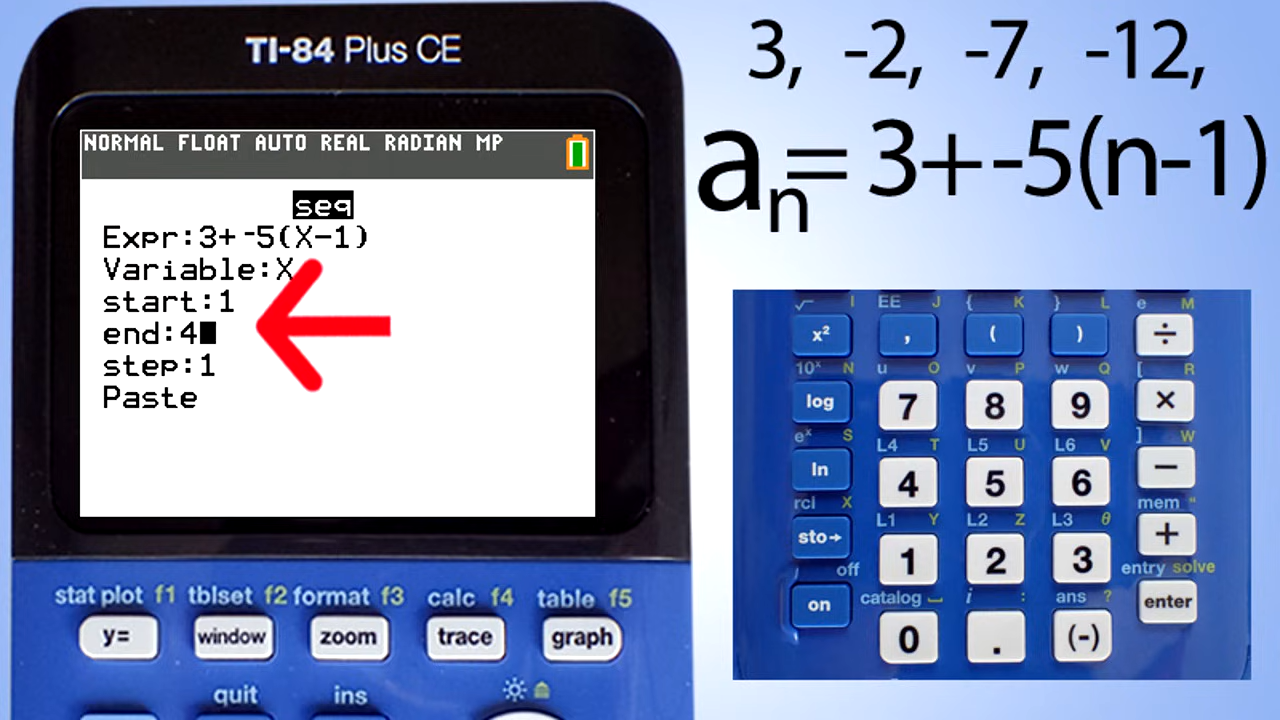 TI-84 Plus CE
NORMAL FLOAT AUTO REAL RADIAN MP
seq
Expr:3+ -5(X-1)
Variable:X
start:1
end:4
step:1
Paste
stat plot f1 tblset f2 format f3 calc f4 table f5
y= window zoom trace graph
quit ins
3, -2, -7, -12,
an= 3+-5(n-1)
√ I EE J { K } L e M
x² , ( ) ÷
10ˣ N u O v P w Q [ R
log 7 8 9 ×
eˣ S L4 T L5 U L6 V ] W
ln 4 5 6 −
rcl X L1 Y L2 Z L3 θ mem "
sto→ 1 2 3 +
off catalog ⎵ i : ans ? entry solve
on 0 . (-) enter